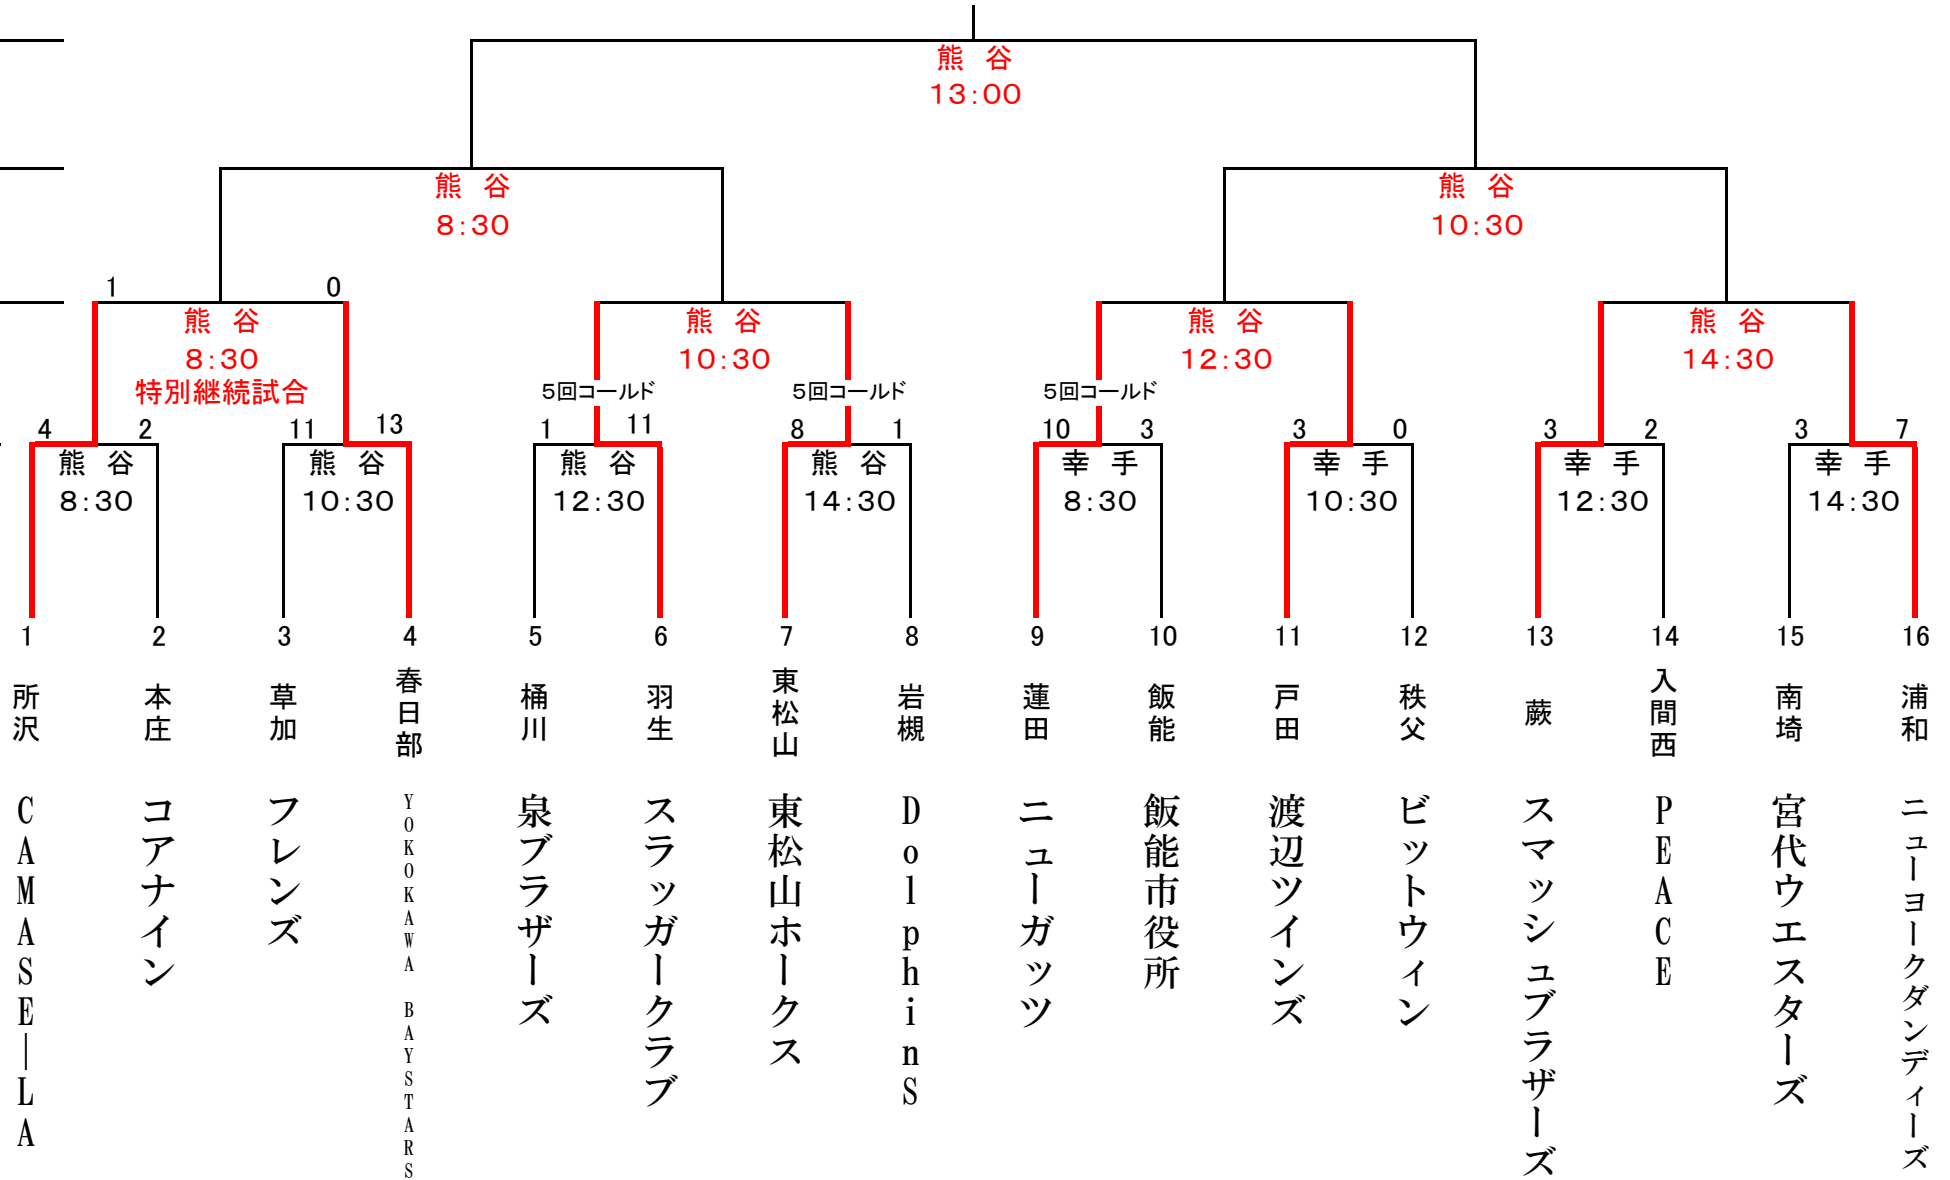 熊 谷
13:00
熊 谷
8:30
熊 谷
10:30
1 0
熊 谷
8:30
特別継続試合
熊 谷
10:30
熊 谷
12:30
熊 谷
14:30
5回コールド
5回コールド
5回コールド
4 2 11 13 1 11 8 1 10 3 3 0 3 2 3 7
熊 谷
8:30
熊 谷
10:30
熊 谷
12:30
熊 谷
14:30
幸 手
8:30
幸 手
10:30
幸 手
12:30
幸 手
14:30
1 2 3 4 5 6 7 8 9 10 11 12 13 14 15 16
所沢
本庄
草加
春日部
桶川
羽生
東松山
岩槻
蓮田
飯能
戸田
秩父
蕨
入間西
南埼
浦和
CAMASE―LA
コアナイン
フレンズ
YOKOKAWA BAYSTARS
泉ブラザーズ
スラッガークラブ
東松山ホークス
DolphinS
ニューガッツ
飯能市役所
渡辺ツインズ
ビットウィン
スマッシュブラザーズ
PEACE
宮代ウエスターズ
ニューヨークダンディーズ